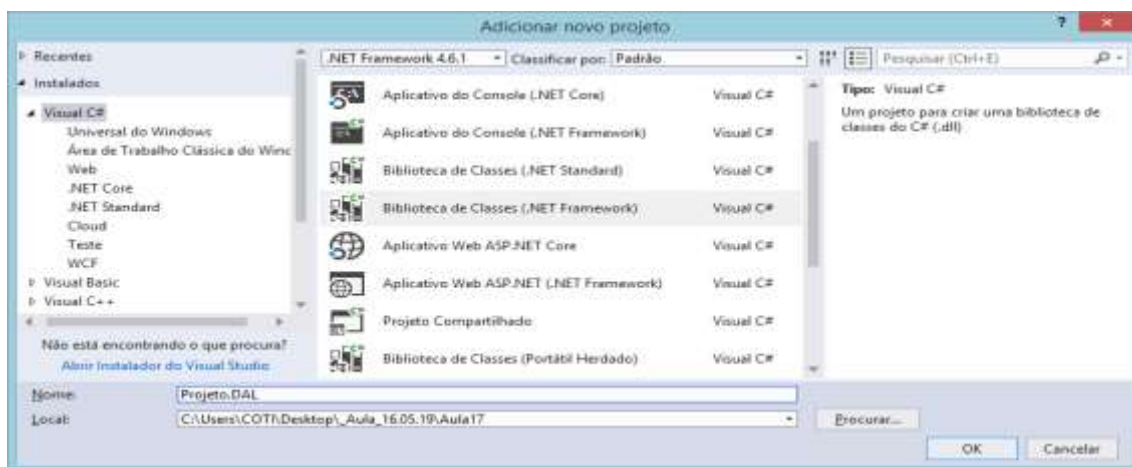 Adicionar novo projeto
Recentes
Instalados
Visual C#
Universal do Windows
Área de Trabalho Clássica do Winc
Web
.NET Core
.NET Standard
Cloud
Teste
WCF
Visual Basic
Visual C++
Não está encontrando o que procura?
Abrir Instalador do Visual Studio
.NET Framework 4.6.1
Classificar por: Padrão
Aplicativo do Console (.NET Core) Visual C#
Aplicativo do Console (.NET Framework) Visual C#
Biblioteca de Classes (.NET Standard) Visual C#
Biblioteca de Classes (.NET Framework) Visual C#
Aplicativo Web ASP.NET Core Visual C#
Aplicativo Web ASP.NET (.NET Framework) Visual C#
Projeto Compartilhado Visual C#
Biblioteca de Classes (Portátil Herdado) Visual C#
Pesquisar (Ctrl+E)
Tipo: Visual C#
Um projeto para criar uma biblioteca de
classes do C# (.dll)
Nome: Projeto.DAL
Local: C:\Users\COTI\Desktop\_Aula_16.05.19\Aula17
Procurar...
OK Cancelar